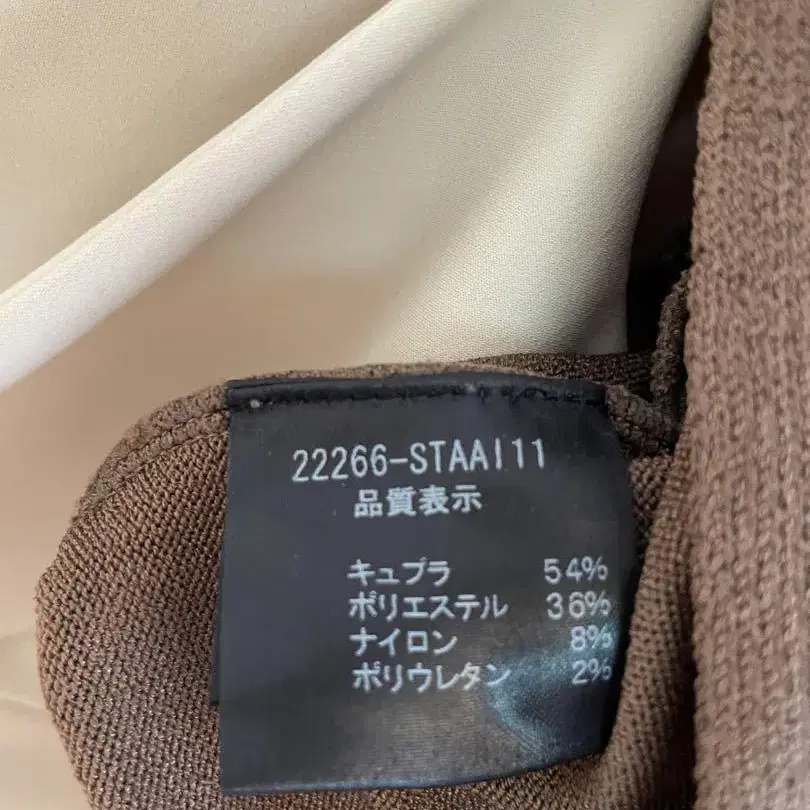 22266-STAAI11
品質表示
キュプラ 54%
ポリエステル 36%
ナイロン 8%
ポリウレタン 2%